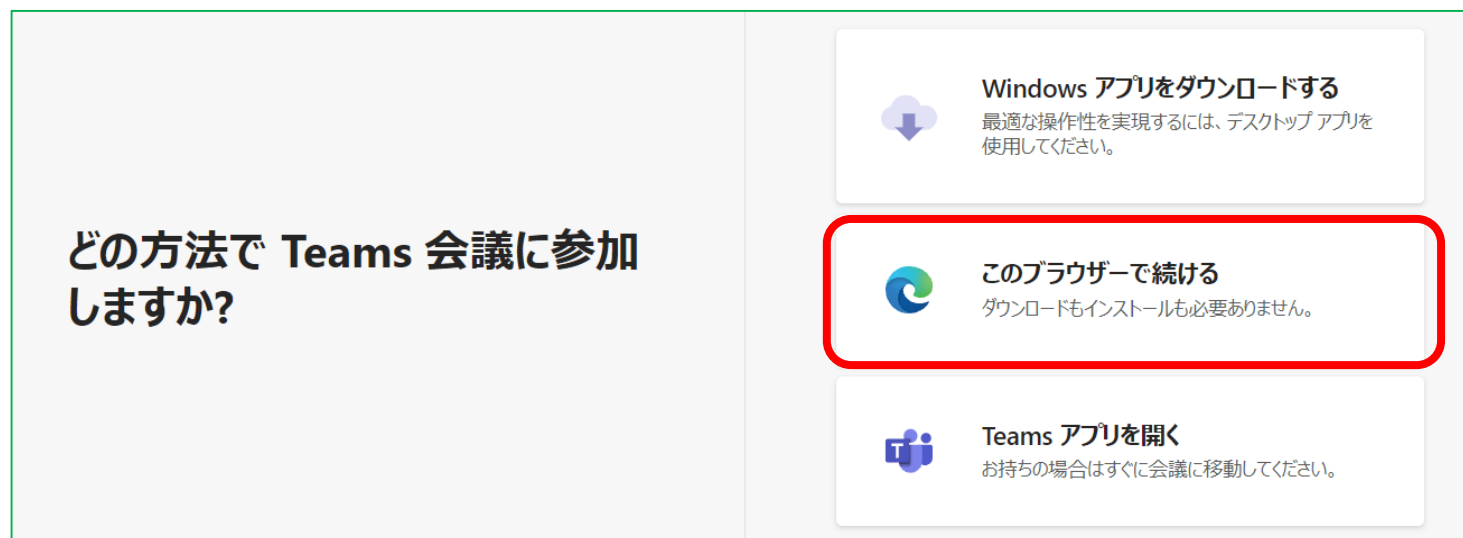 どの方法で Teams 会議に参加
しますか?
Windows アプリをダウンロードする
最適な操作性を実現するには、デスクトップ アプリを
使用してください。
このブラウザーで続ける
ダウンロードもインストールも必要ありません。
Teams アプリを開く
お持ちの場合はすぐに会議に移動してください。